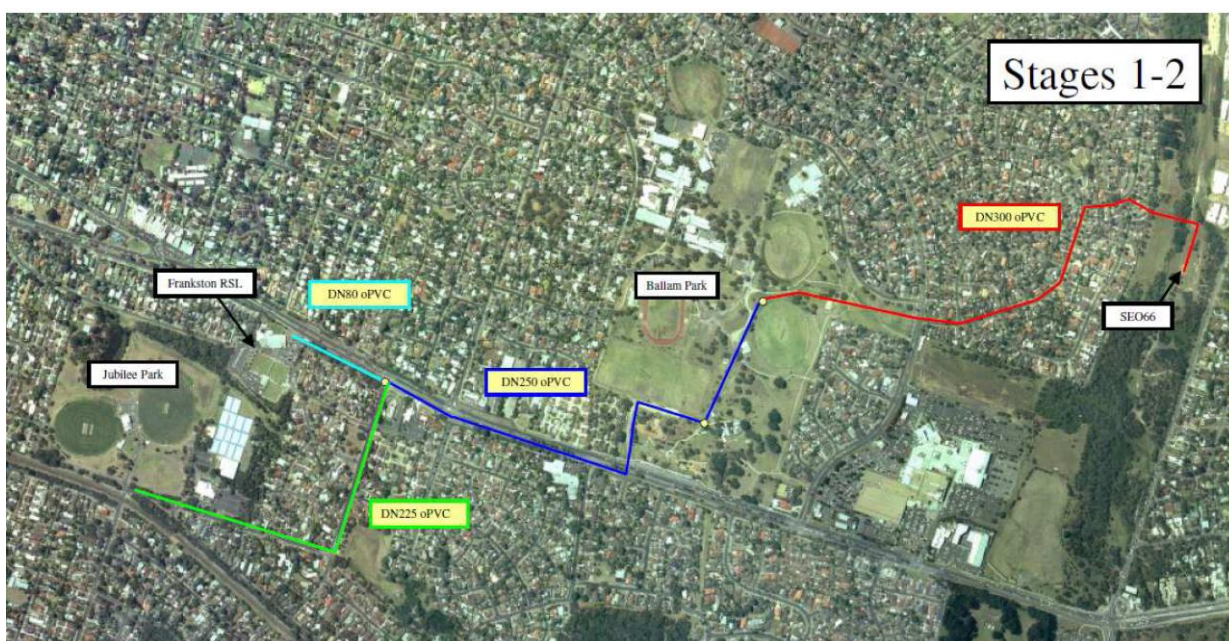 Stages 1-2
DN300 oPVC
Frankston RSL
DN80 oPVC
Ballam Park
SEO66
Jubilee Park
DN250 oPVC
DN225 oPVC